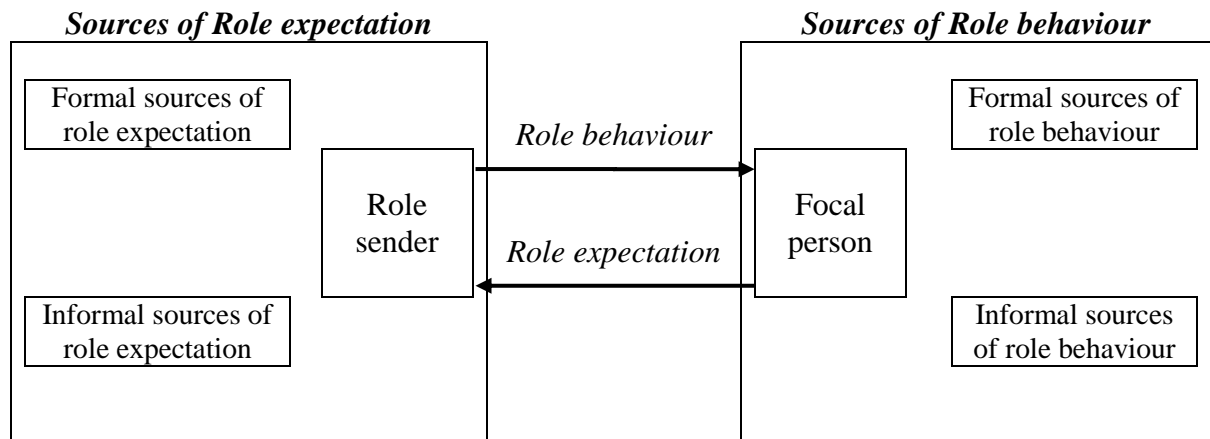 Sources of Role expectation
Sources of Role behaviour
Formal sources of
role expectation
Formal sources of
role behaviour
Role behaviour
Role
sender
Focal
person
Role expectation
Informal sources of
role expectation
Informal sources
of role behaviour